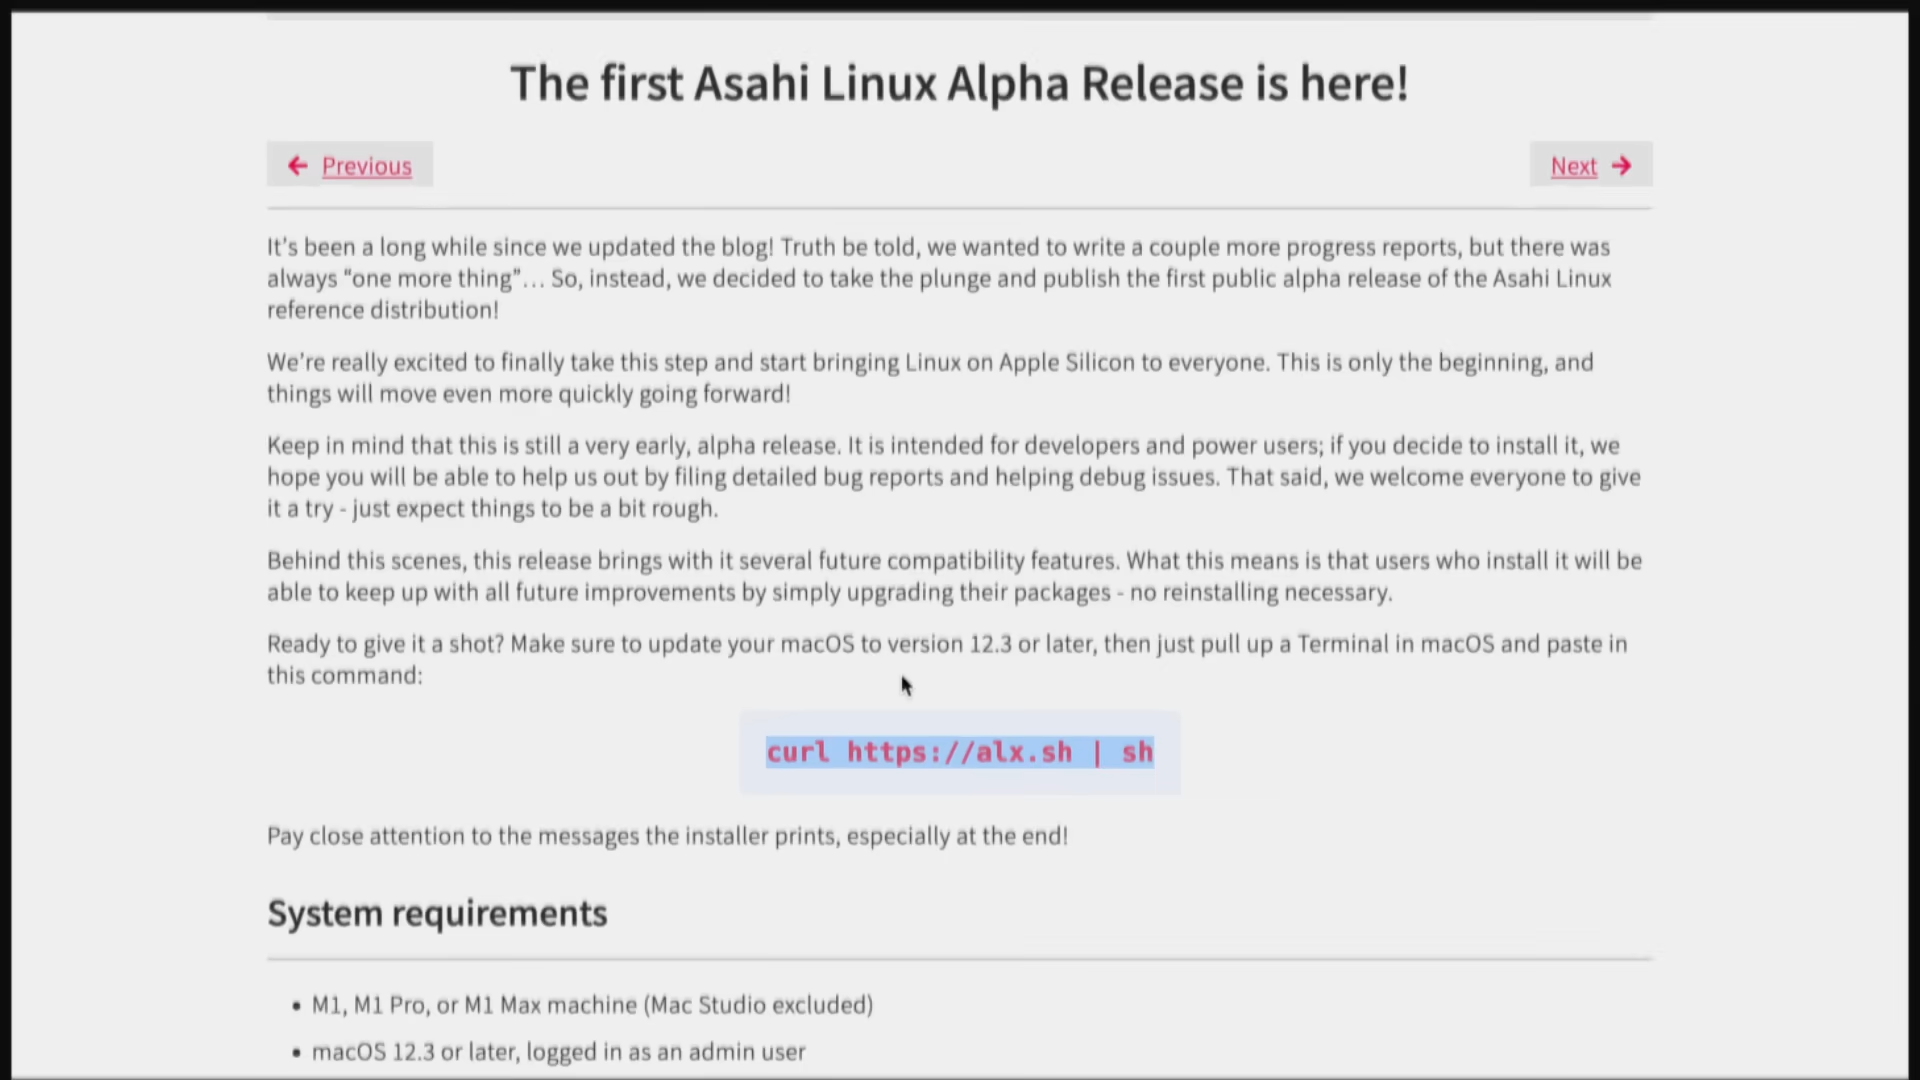 The first Asahi Linux Alpha Release is here!
← Previous
Next →
It’s been a long while since we updated the blog! Truth be told, we wanted to write a couple more progress reports, but there was
always “one more thing”… So, instead, we decided to take the plunge and publish the first public alpha release of the Asahi Linux
reference distribution!
We’re really excited to finally take this step and start bringing Linux on Apple Silicon to everyone. This is only the beginning, and
things will move even more quickly going forward!
Keep in mind that this is still a very early, alpha release. It is intended for developers and power users; if you decide to install it, we
hope you will be able to help us out by filing detailed bug reports and helping debug issues. That said, we welcome everyone to give
it a try - just expect things to be a bit rough.
Behind this scenes, this release brings with it several future compatibility features. What this means is that users who install it will be
able to keep up with all future improvements by simply upgrading their packages - no reinstalling necessary.
Ready to give it a shot? Make sure to update your macOS to version 12.3 or later, then just pull up a Terminal in macOS and paste in
this command:
curl https://alx.sh | sh
Pay close attention to the messages the installer prints, especially at the end!
System requirements
• M1, M1 Pro, or M1 Max machine (Mac Studio excluded)
• macOS 12.3 or later, logged in as an admin user